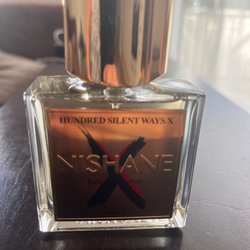 HUNDRED SILENT WAYS X
NISHANE